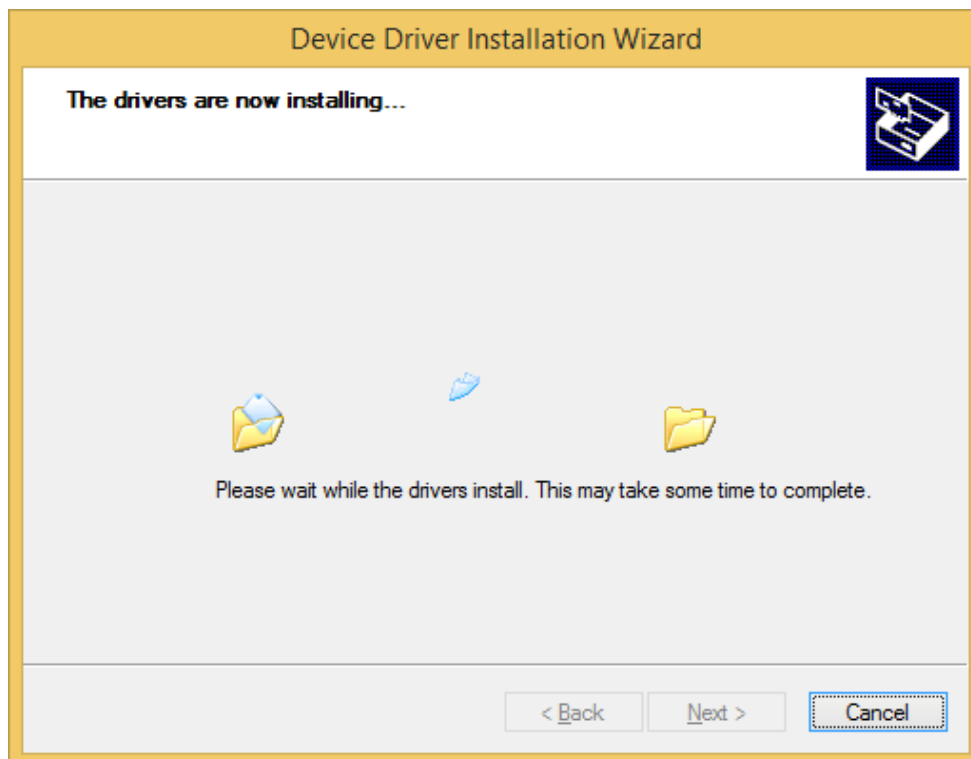 Device Driver Installation Wizard
The drivers are now installing...
Please wait while the drivers install. This may take some time to complete.
< Back Next > Cancel